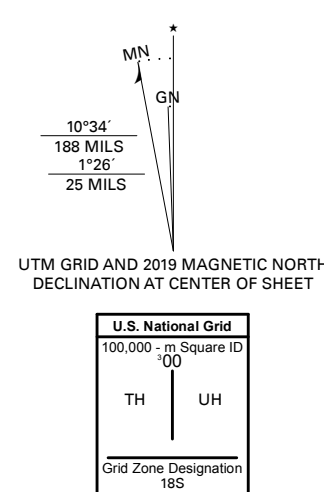 ★
MN
GN
10°34´
188 MILS
1°26´
25 MILS
UTM GRID AND 2019 MAGNETIC NORTH
DECLINATION AT CENTER OF SHEET
U.S. National Grid
100,000 - m Square ID
³00
TH UH
Grid Zone Designation
18S